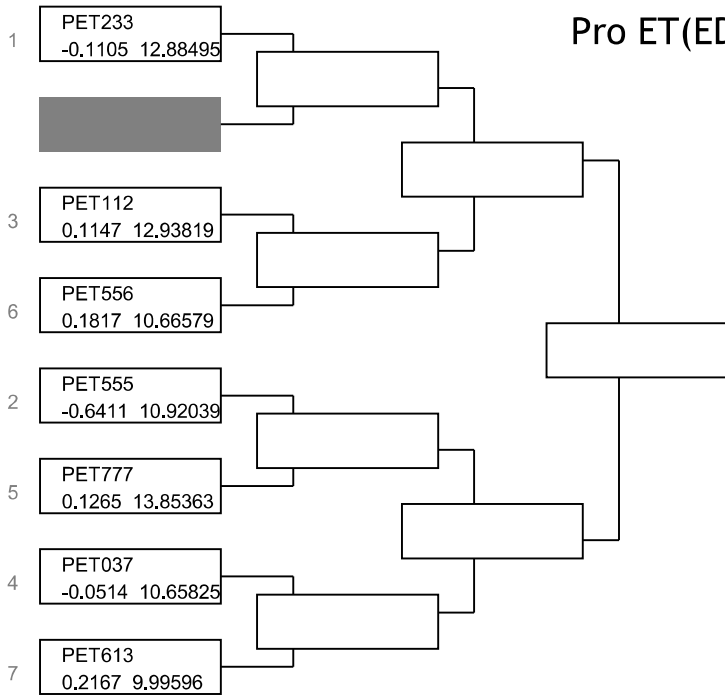 Pro ET(ED
1
PET233
-0.1105 12.88495
3
PET112
0.1147 12.93819
6
PET556
0.1817 10.66579
2
PET555
-0.6411 10.92039
5
PET777
0.1265 13.85363
4
PET037
-0.0514 10.65825
7
PET613
0.2167 9.99596